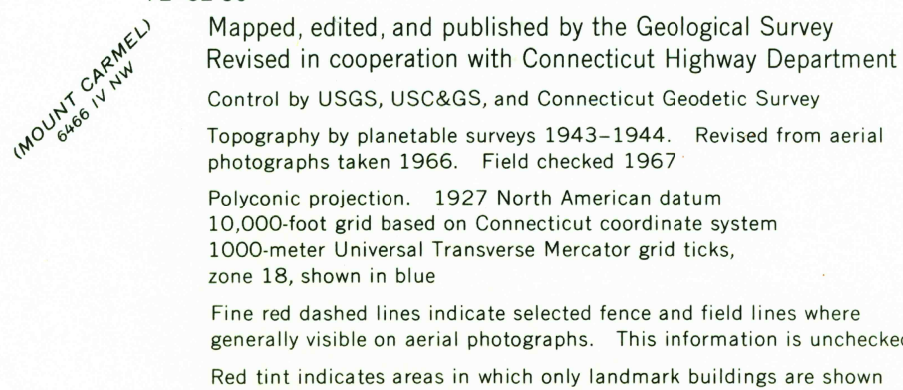 (MOUNT CARMEL)
6466 IV NW
Mapped, edited, and published by the Geological Survey
Revised in cooperation with Connecticut Highway Department
Control by USGS, USC&GS, and Connecticut Geodetic Survey
Topography by planetable surveys 1943–1944. Revised from aerial
photographs taken 1966. Field checked 1967
Polyconic projection. 1927 North American datum
10,000-foot grid based on Connecticut coordinate system
1000-meter Universal Transverse Mercator grid ticks,
zone 18, shown in blue
Fine red dashed lines indicate selected fence and field lines where
generally visible on aerial photographs. This information is unchecked
Red tint indicates areas in which only landmark buildings are shown